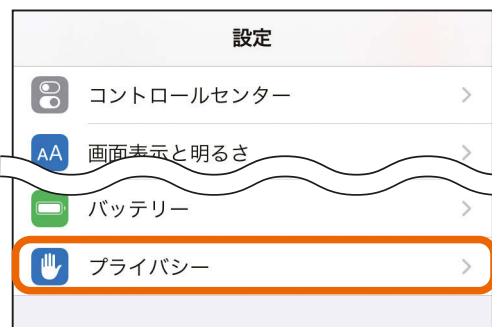 設定
コントロールセンター
AA 画面表示と明るさ
バッテリー
プライバシー